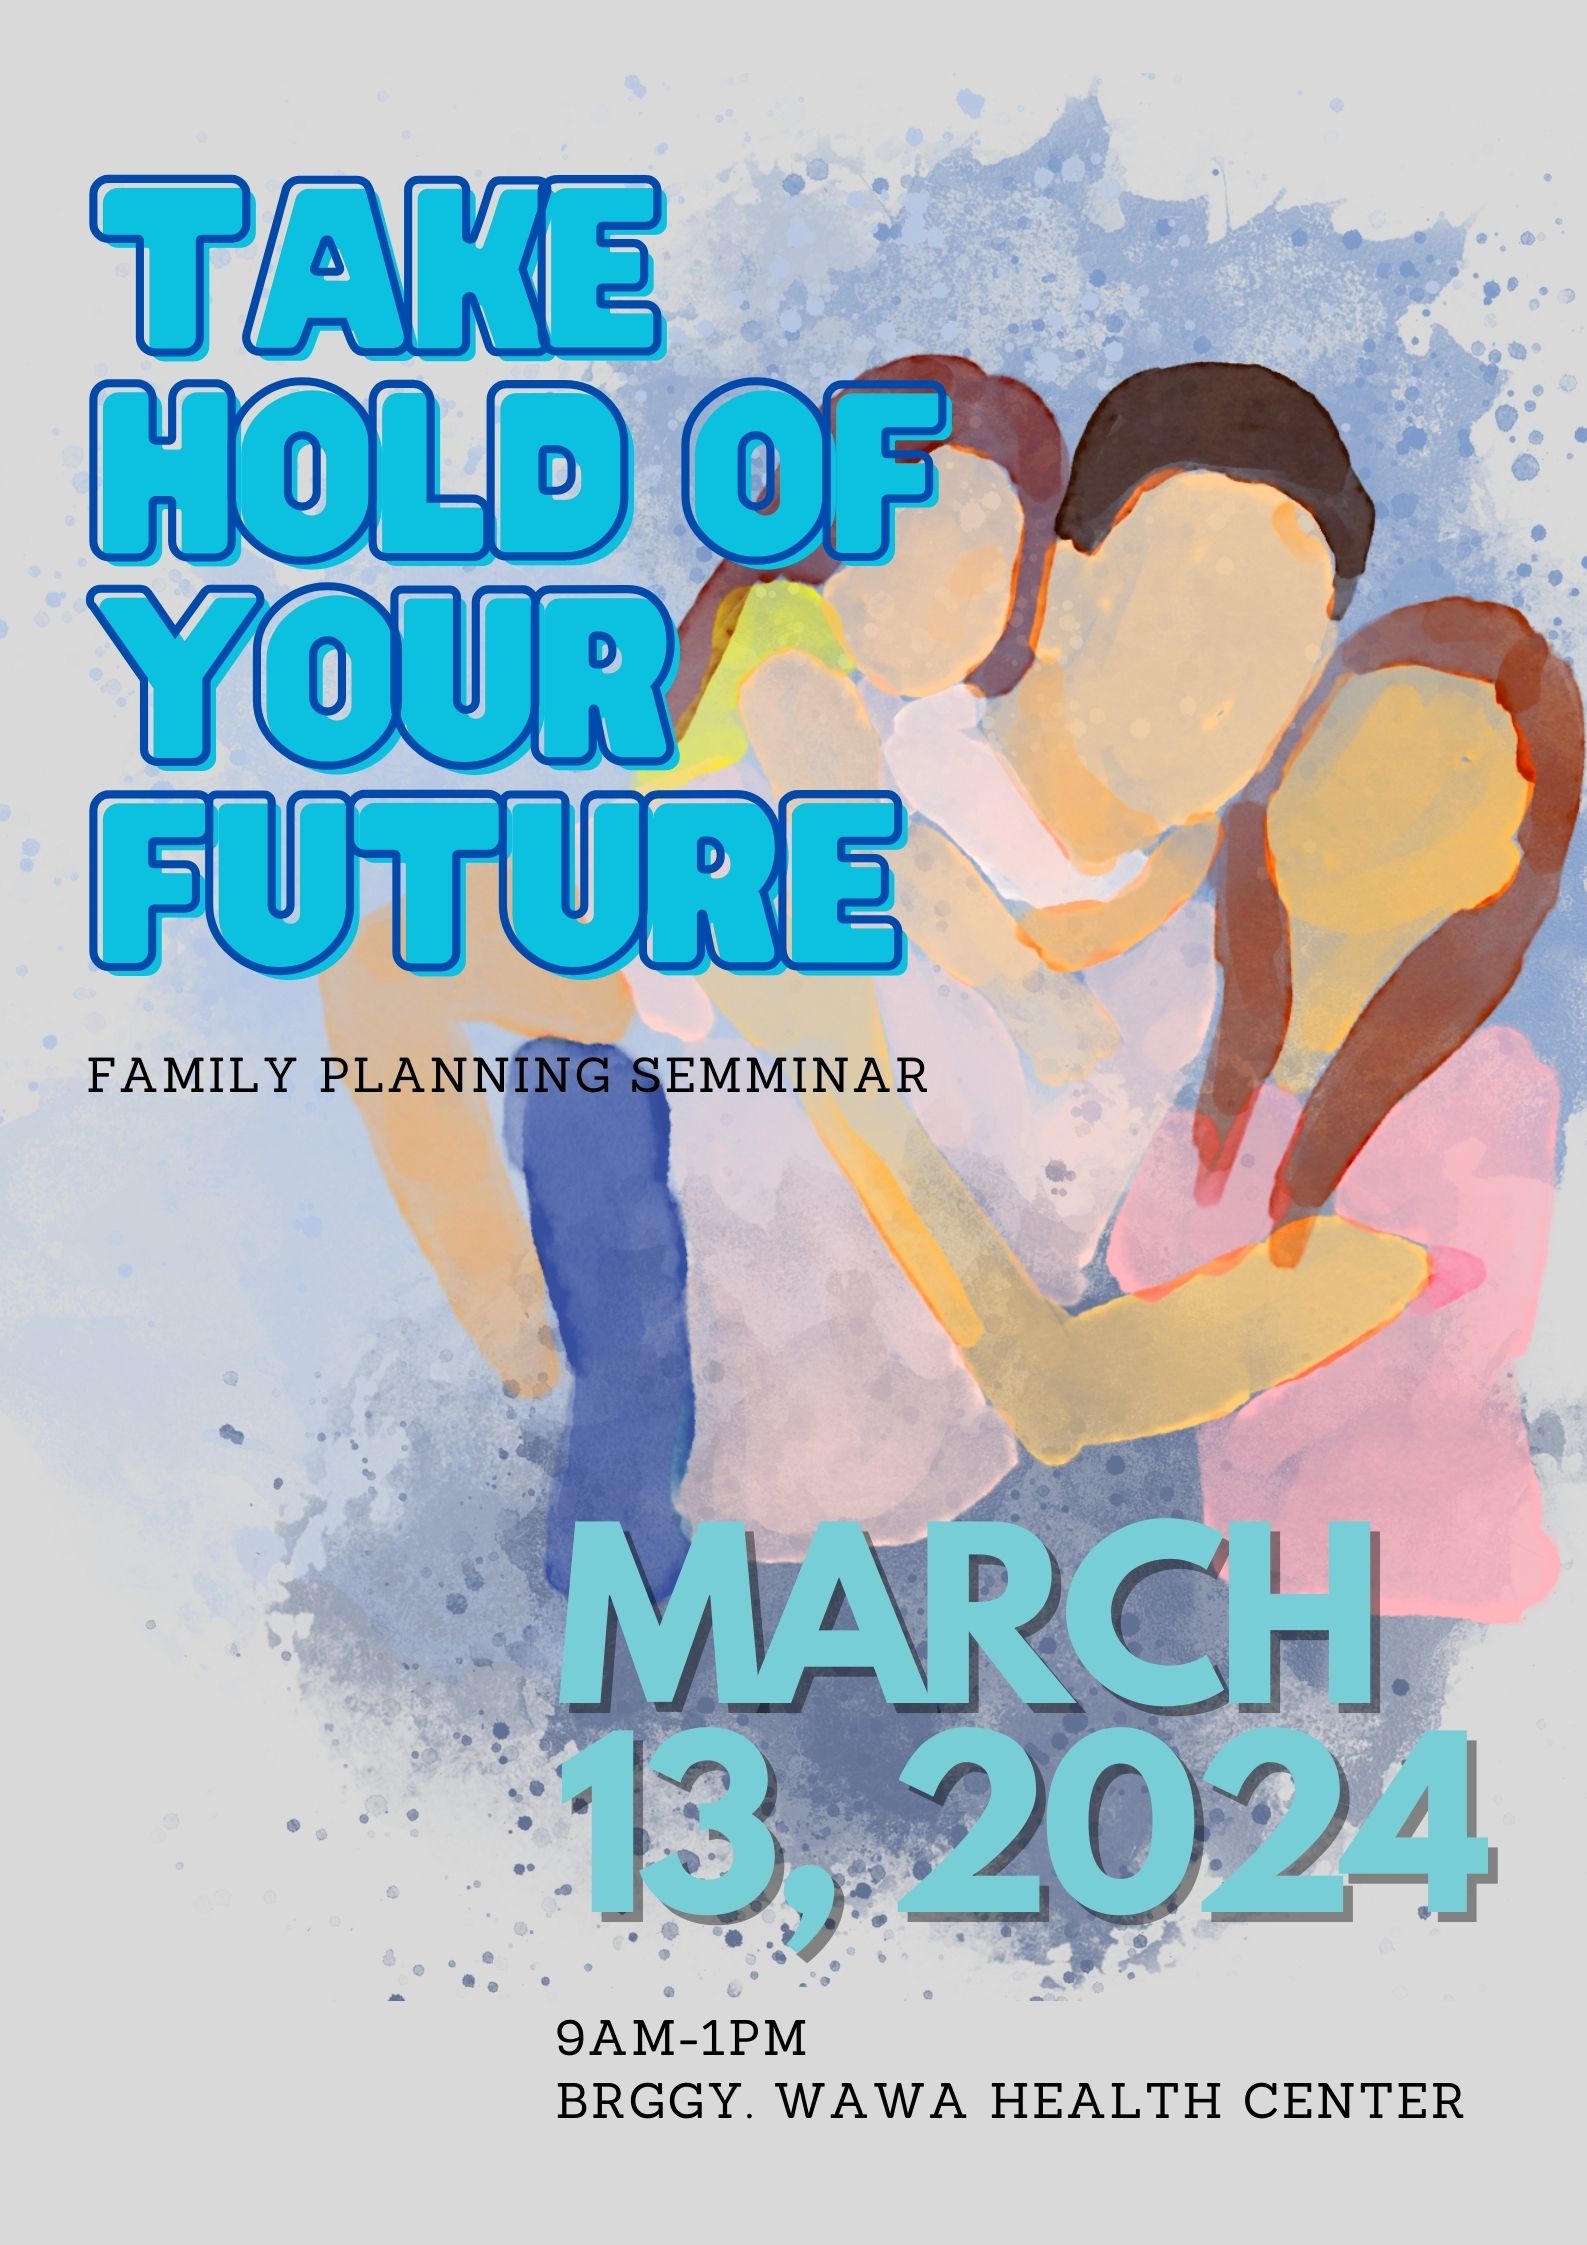 TAKE
HOLD OF
YOUR
FUTURE
FAMILY PLANNING SEMMINAR
MARCH
13, 2024
9AM-1PM
BRGGY. WAWA HEALTH CENTER